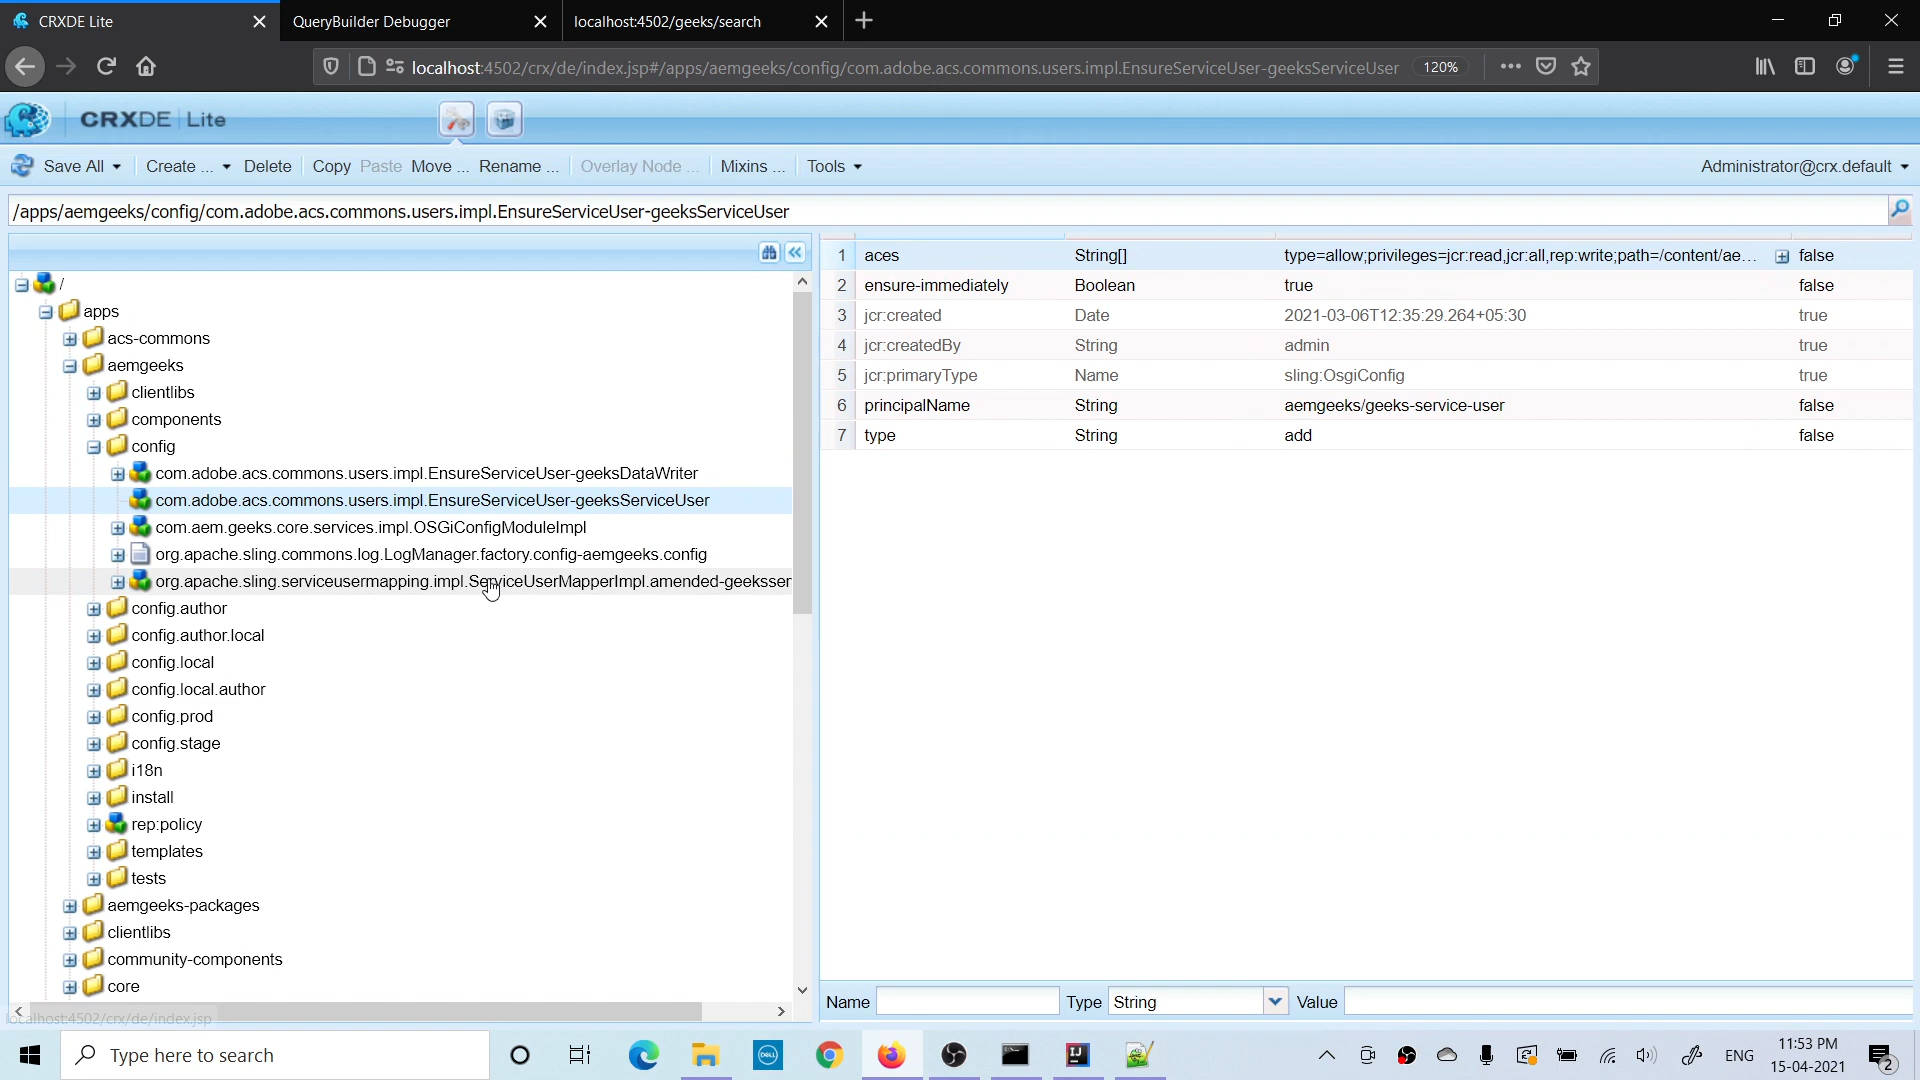 CRXDE Lite
QueryBuilder Debugger
localhost:4502/geeks/search
localhost:4502/crx/de/index.jsp#/apps/aemgeeks/config/com.adobe.acs.commons.users.impl.EnsureServiceUser-geeksServiceUser
120%
CRXDE | Lite
Save All
Create ...
Delete
Copy
Paste
Move ...
Rename ...
Overlay Node ...
Mixins ...
Tools
Administrator@crx.default
/apps/aemgeeks/config/com.adobe.acs.commons.users.impl.EnsureServiceUser-geeksServiceUser
/
apps
acs-commons
aemgeeks
clientlibs
components
config
com.adobe.acs.commons.users.impl.EnsureServiceUser-geeksDataWriter
com.adobe.acs.commons.users.impl.EnsureServiceUser-geeksServiceUser
com.aem.geeks.core.services.impl.OSGiConfigModuleImpl
org.apache.sling.commons.log.LogManager.factory.config-aemgeeks.config
org.apache.sling.serviceusermapping.impl.ServiceUserMapperImpl.amended-geeksser
config.author
config.author.local
config.local
config.local.author
config.prod
config.stage
i18n
install
rep:policy
templates
tests
aemgeeks-packages
clientlibs
community-components
core
localhost:4502/crx/de/index.jsp
1 aces String[] type=allow;privileges=jcr:read,jcr:all,rep:write;path=/content/ae... false
2 ensure-immediately Boolean true false
3 jcr:created Date 2021-03-06T12:35:29.264+05:30 true
4 jcr:createdBy String admin true
5 jcr:primaryType Name sling:OsgiConfig true
6 principalName String aemgeeks/geeks-service-user false
7 type String add false
Name Type String Value
Type here to search
DELL
IJ
ENG
11:53 PM
15-04-2021
2